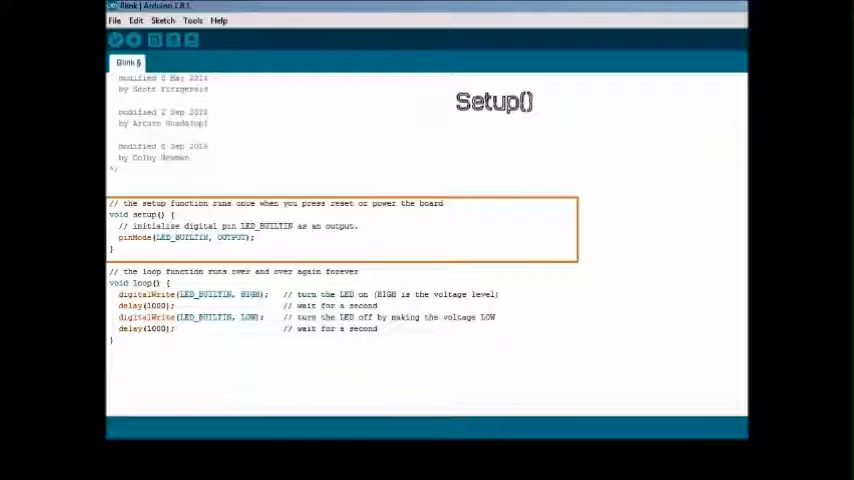 Blink | Arduino 1.8.1
File Edit Sketch Tools Help
Blink §
modified 8 May 2014
by Scott Fitzgerald
modified 2 Sep 2016
by Arturo Guadalupi
modified 8 Sep 2016
by Colby Newman
*/
Setup()
// the setup function runs once when you press reset or power the board
void setup() {
// initialize digital pin LED_BUILTIN as an output.
pinMode(LED_BUILTIN, OUTPUT);
}
// the loop function runs over and over again forever
void loop() {
digitalWrite(LED_BUILTIN, HIGH); // turn the LED on (HIGH is the voltage level)
delay(1000); // wait for a second
digitalWrite(LED_BUILTIN, LOW); // turn the LED off by making the voltage LOW
delay(1000); // wait for a second
}